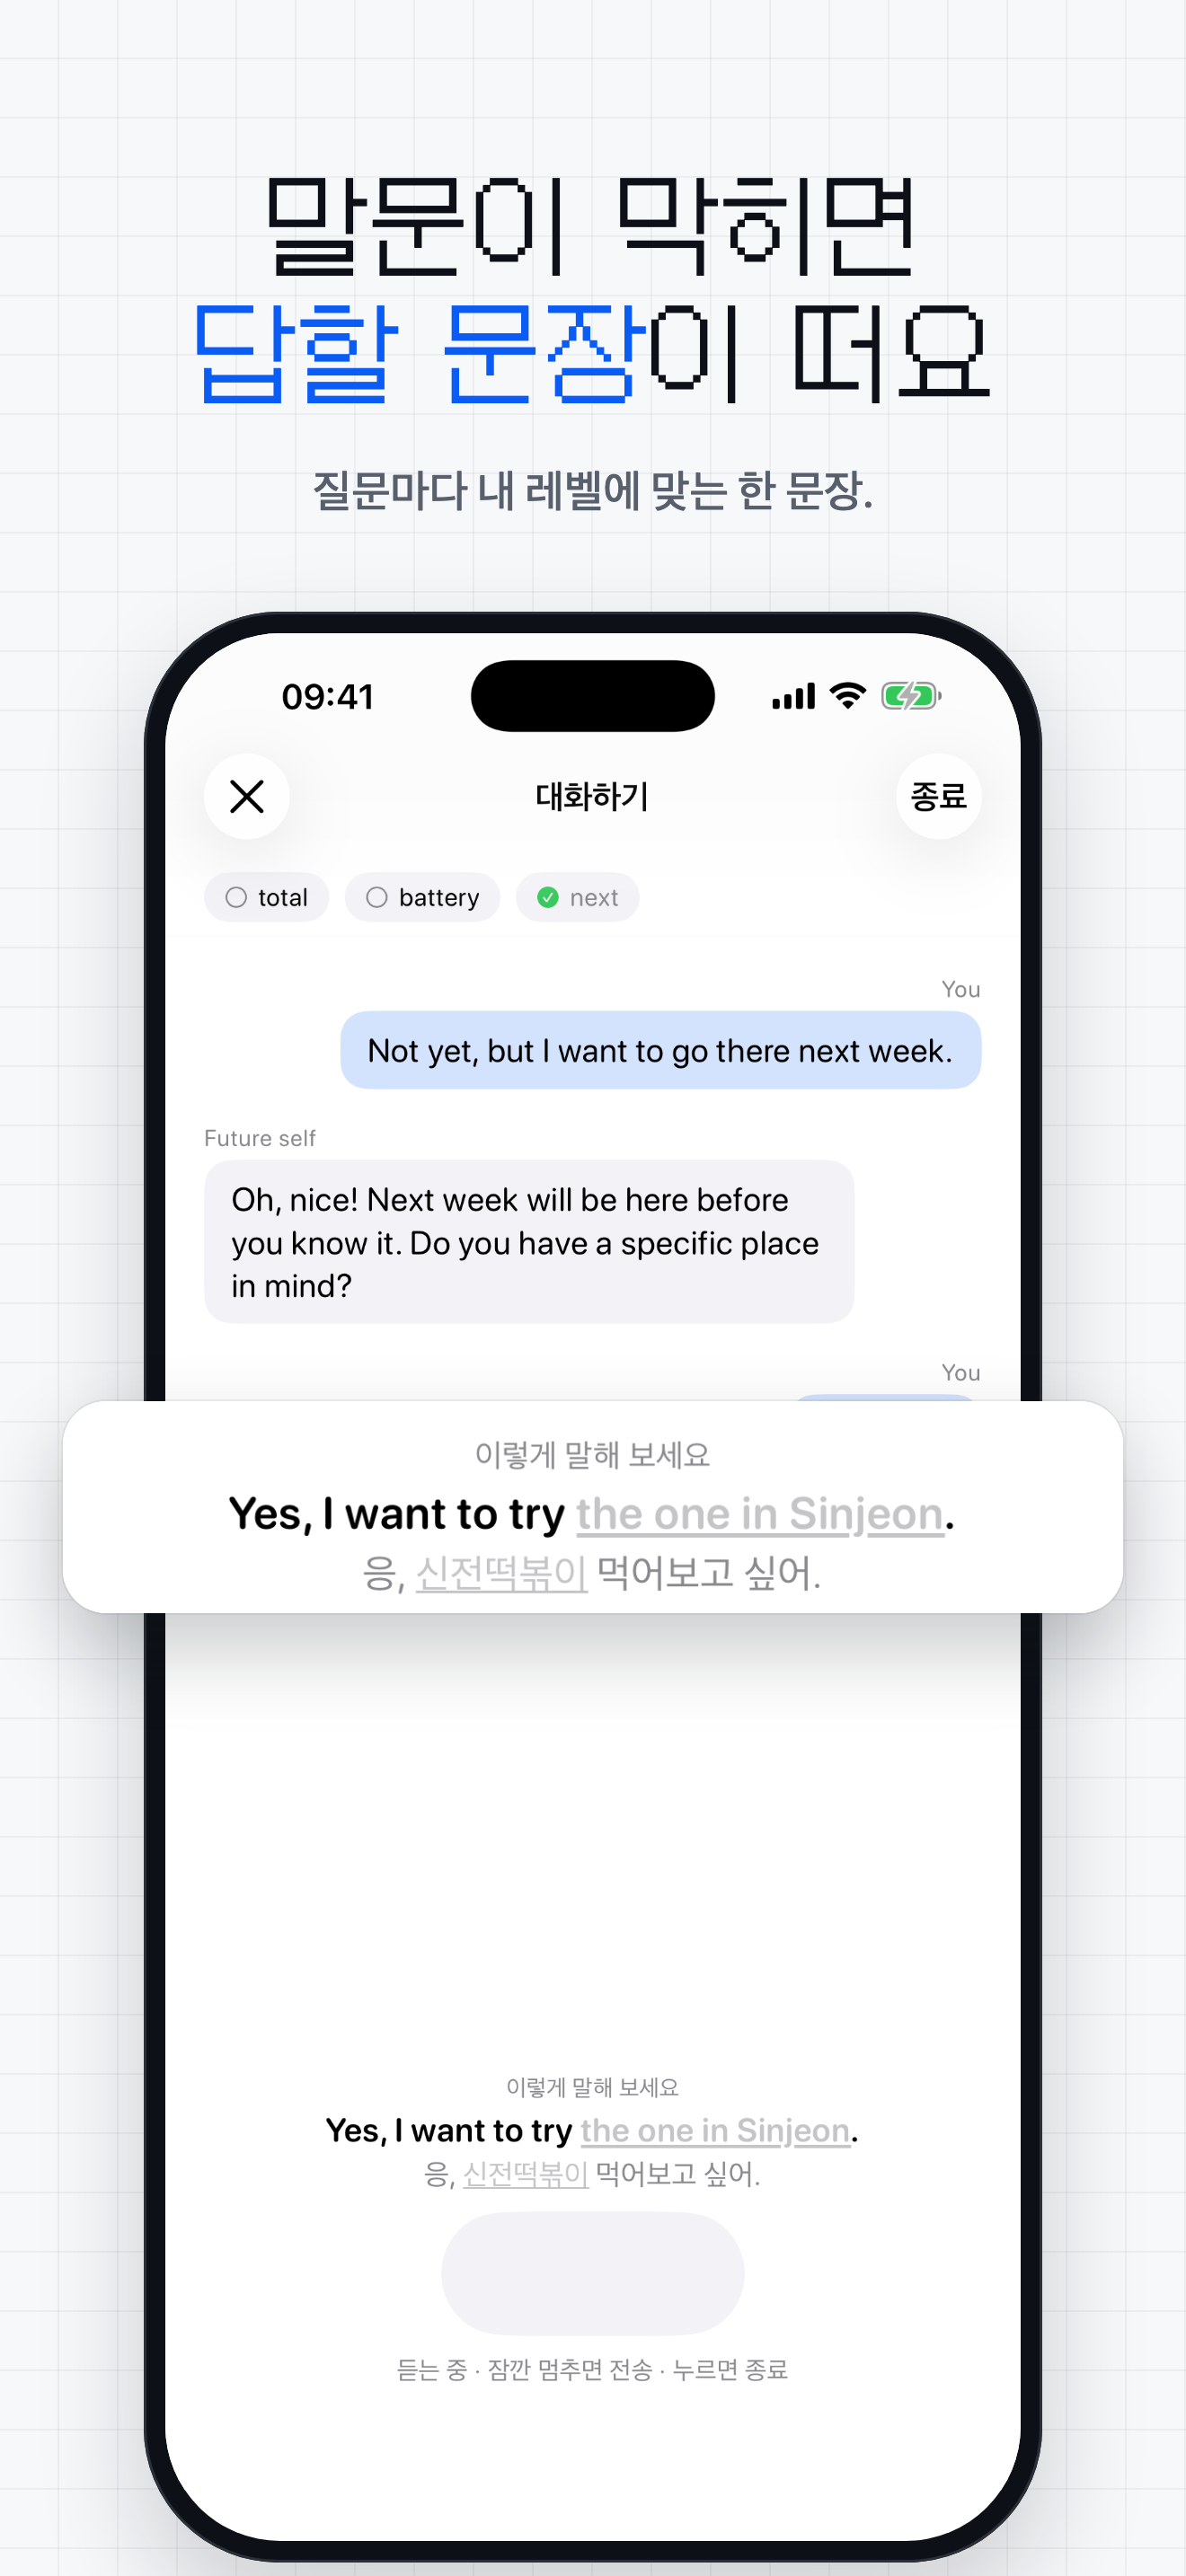 말문이 막히면
답할 문장이 떠요
질문마다 내 레벨에 맞는 한 문장.
09:41
대화하기
종료
total
battery
next
You
Not yet, but I want to go there next week.
Future self
Oh, nice! Next week will be here before
you know it. Do you have a specific place
in mind?
You
이렇게 말해 보세요
Yes, I want to try the one in Sinjeon.
응, 신전떡볶이 먹어보고 싶어.
이렇게 말해 보세요
Yes, I want to try the one in Sinjeon.
응, 신전떡볶이 먹어보고 싶어.
듣는 중 · 잠깐 멈추면 전송 · 누르면 종료